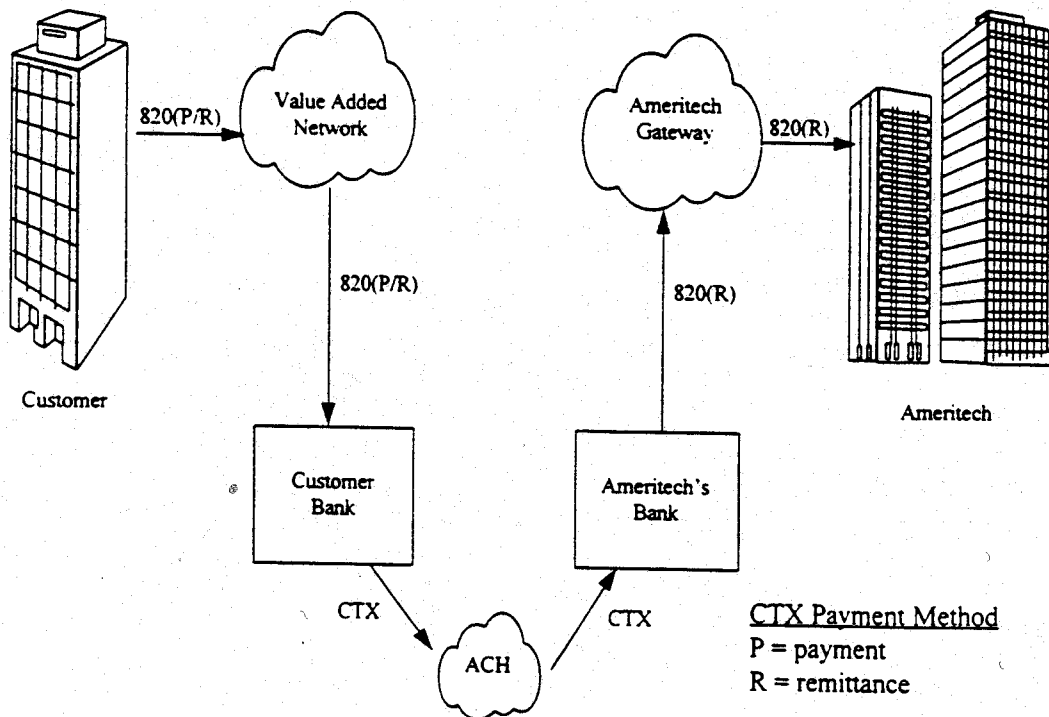 820(P/R)
Value Added
Network
Ameritech
Gateway
820(R)
820(P/R)
820(R)
Customer
Ameritech
Customer
Bank
Ameritech's
Bank
CTX
CTX
ACH
CTX Payment Method
P = payment
R = remittance